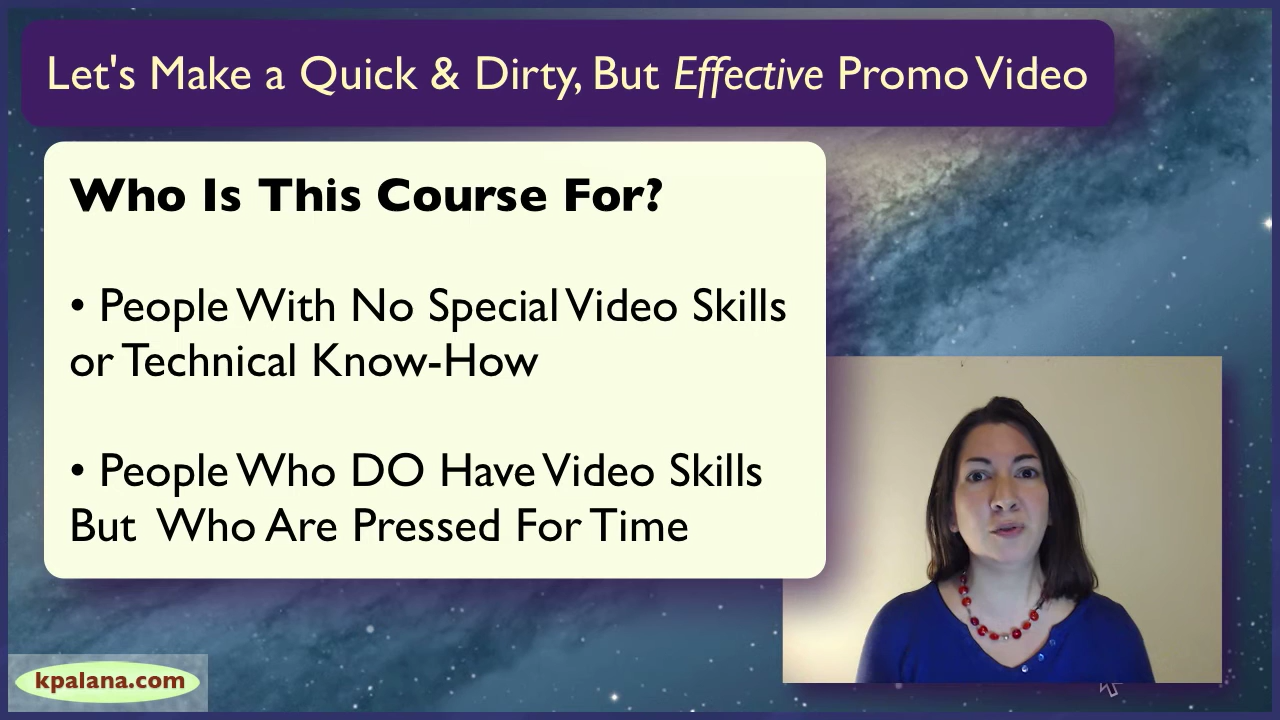 Let's Make a Quick & Dirty, But Effective Promo Video
Who Is This Course For?
• People With No Special Video Skills
or Technical Know-How
• People Who DO Have Video Skills
But Who Are Pressed For Time
kpalana.com